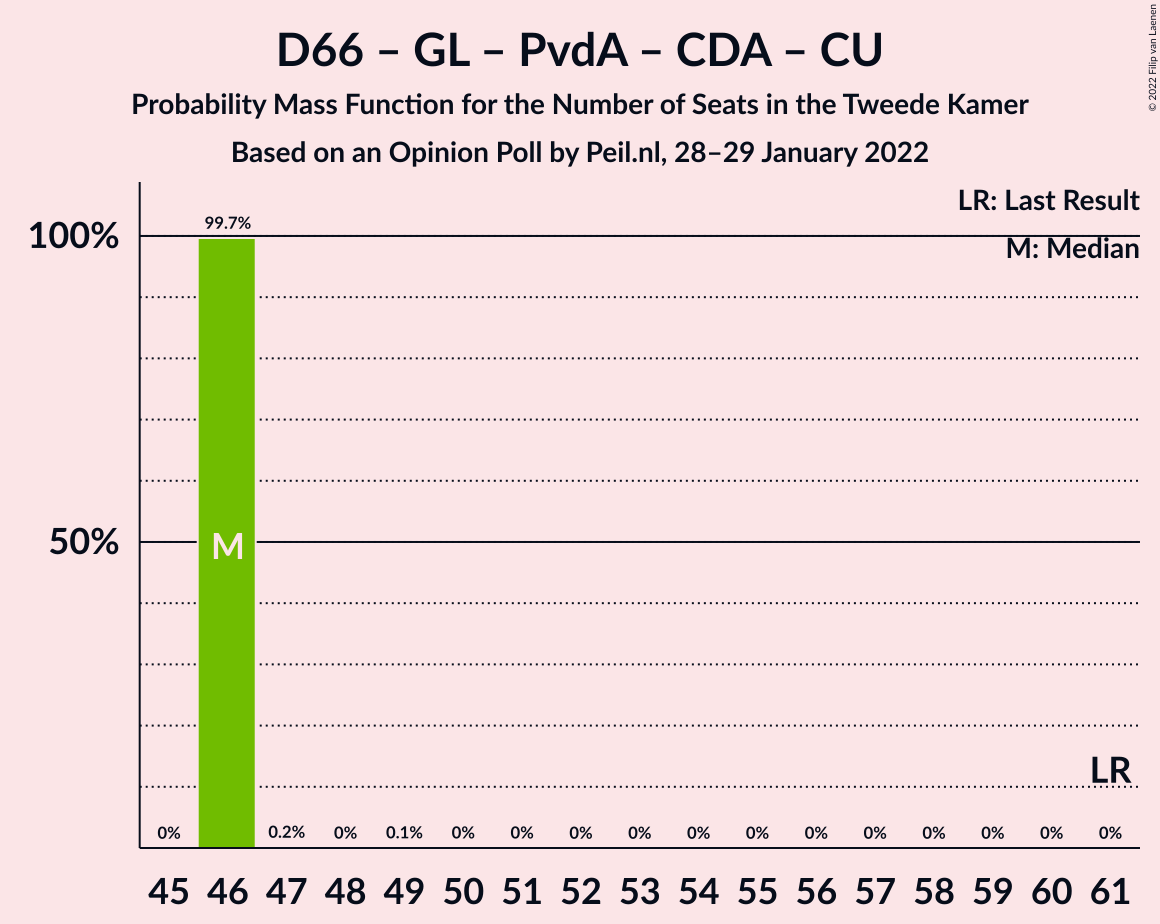 D66 – GL – PvdA – CDA – CU
Probability Mass Function for the Number of Seats in the Tweede Kamer
Based on an Opinion Poll by Peil.nl, 28–29 January 2022
© 2022 Filip van Laenen
LR: Last Result
M: Median
100%
50%
99.7%
M
LR
0% 0.2% 0% 0.1% 0% 0% 0% 0% 0% 0% 0% 0% 0% 0% 0% 0%
45 46 47 48 49 50 51 52 53 54 55 56 57 58 59 60 61